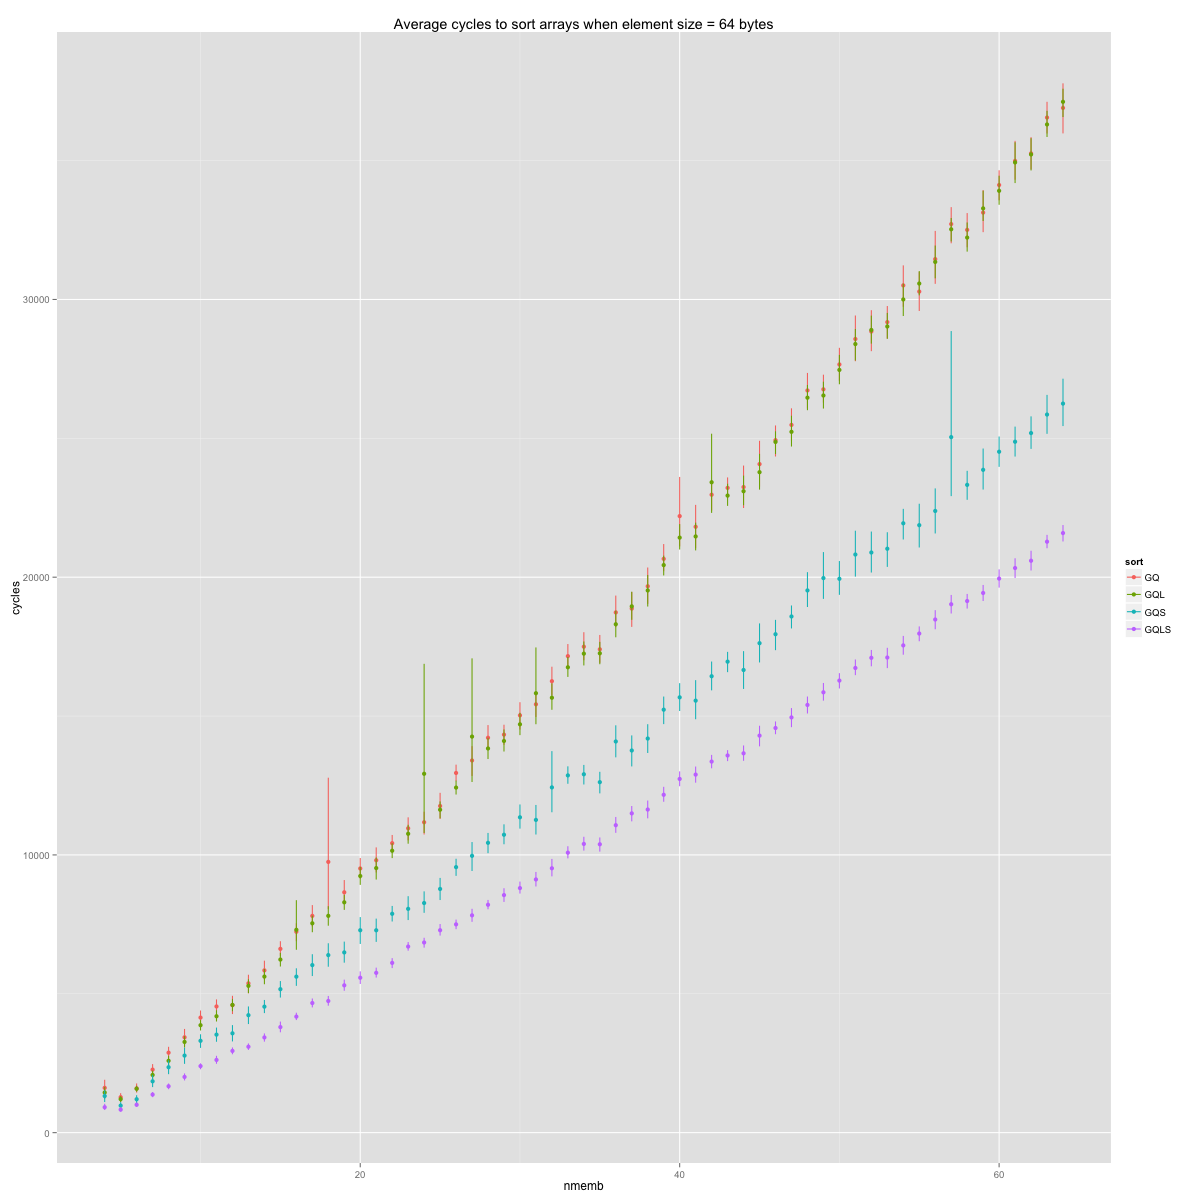 Average cycles to sort arrays when element size = 64 bytes
30000
20000
10000
0
cycles
20
40
60
nmemb
sort
GQ
GQL
GQS
GQLS